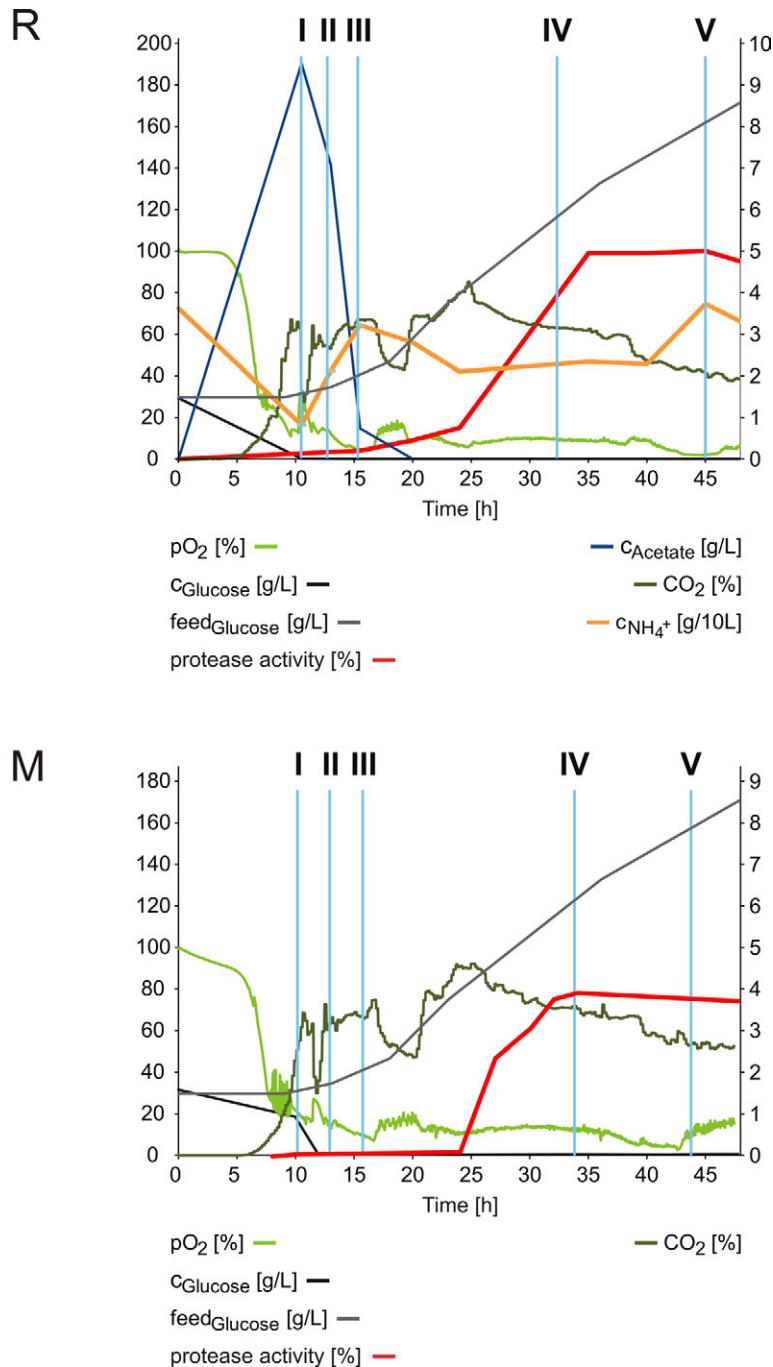 R
I II III IV V
200 10
180 9
160 8
140 7
120 6
100 5
80 4
60 3
40 2
20 1
0 0
0 5 10 15 20 25 30 35 40 45
Time [h]
pO2 [%] cAcetate [g/L]
cGlucose [g/L] CO2 [%]
feedGlucose [g/L] cNH4+ [g/10L]
protease activity [%]
M
I II III IV V
180 9
160 8
140 7
120 6
100 5
80 4
60 3
40 2
20 1
0 0
0 5 10 15 20 25 30 35 40 45
Time [h]
pO2 [%] CO2 [%]
cGlucose [g/L]
feedGlucose [g/L]
protease activity [%]